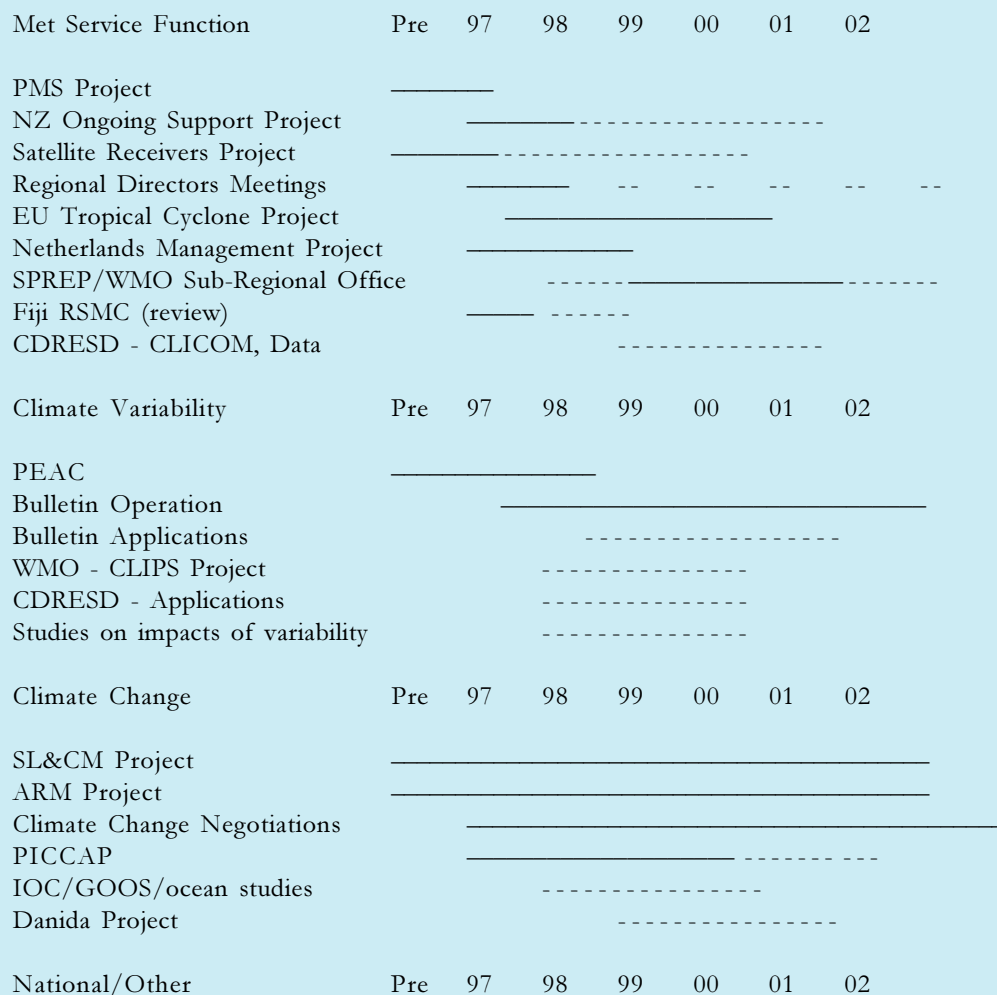 Met Service Function Pre 97 98 99 00 01 02
PMS Project
NZ Ongoing Support Project
Satellite Receivers Project
Regional Directors Meetings
EU Tropical Cyclone Project
Netherlands Management Project
SPREP/WMO Sub-Regional Office
Fiji RSMC (review)
CDRESD - CLICOM, Data
Climate Variability Pre 97 98 99 00 01 02
PEAC
Bulletin Operation
Bulletin Applications
WMO - CLIPS Project
CDRESD - Applications
Studies on impacts of variability
Climate Change Pre 97 98 99 00 01 02
SL&CM Project
ARM Project
Climate Change Negotiations
PICCAP
IOC/GOOS/ocean studies
Danida Project
National/Other Pre 97 98 99 00 01 02